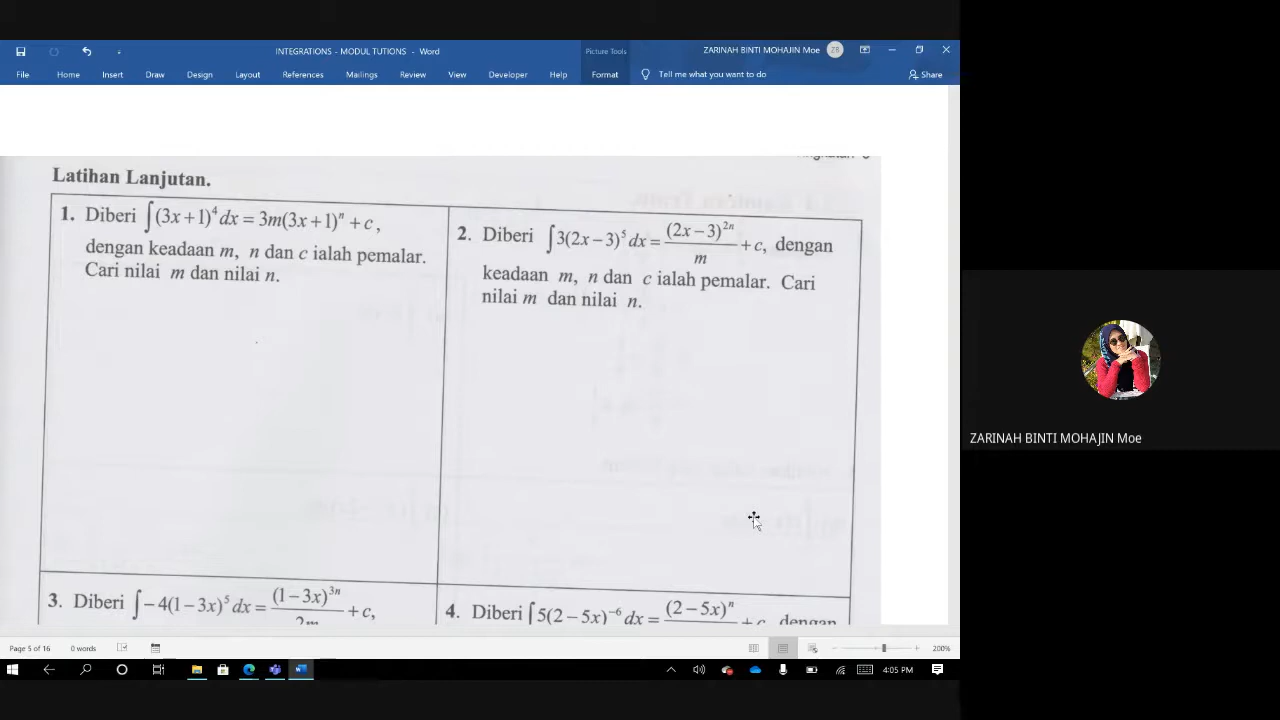 INTEGRATIONS - MODUL TUTIONS - Word
Picture Tools
ZARINAH BINTI MOHAJIN Moe
ZB
File Home Insert Draw Design Layout References Mailings Review View Developer Help Format Tell me what you want to do Share
Latihan Lanjutan.
1. Diberi ∫(3x+1)⁴ dx = 3m(3x+1)ⁿ + c,
dengan keadaan m, n dan c ialah pemalar.
Cari nilai m dan nilai n.
2. Diberi ∫3(2x−3)⁵ dx = (2x−3)²ⁿ/m + c, dengan
keadaan m, n dan c ialah pemalar. Cari
nilai m dan nilai n.
3. Diberi ∫−4(1−3x)⁵ dx = (1−3x)³ⁿ/2m + c,
4. Diberi ∫5(2−5x)⁻⁶ dx = (2−5x)ⁿ + c, dengan
ZARINAH BINTI MOHAJIN Moe
Page 5 of 16 0 words
200%
4:05 PM